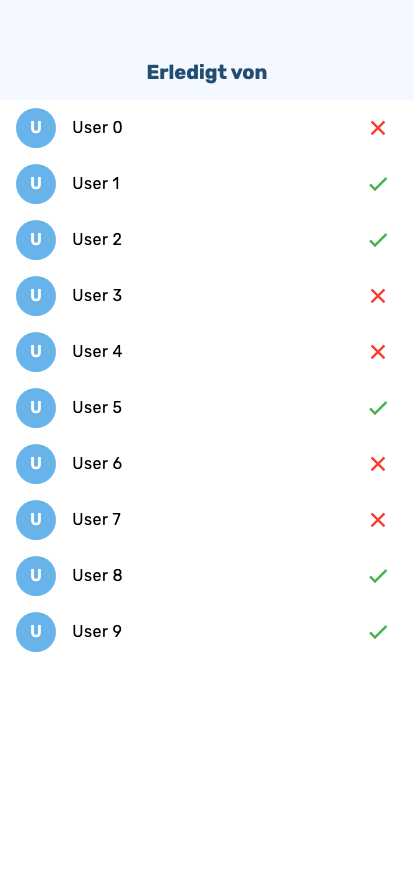 Erledigt von
U User 0
U User 1
U User 2
U User 3
U User 4
U User 5
U User 6
U User 7
U User 8
U User 9